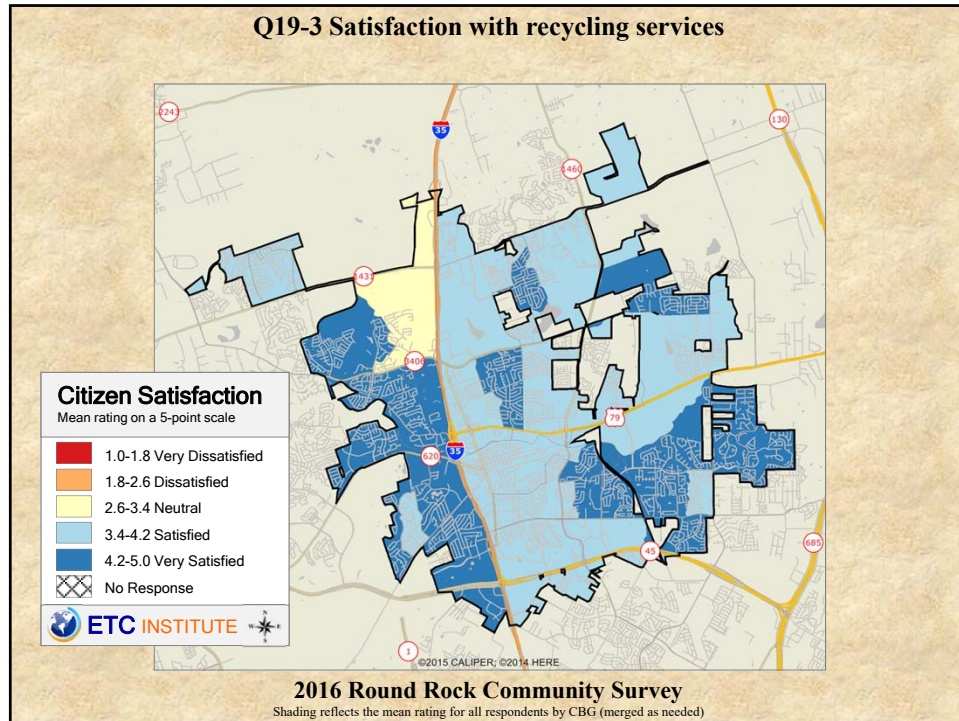 Q19-3 Satisfaction with recycling services
2243
35
130
1460
1431
3406
79
620
35
45
685
1
Citizen Satisfaction
Mean rating on a 5-point scale
1.0-1.8 Very Dissatisfied
1.8-2.6 Dissatisfied
2.6-3.4 Neutral
3.4-4.2 Satisfied
4.2-5.0 Very Satisfied
No Response
ETC INSTITUTE
©2015 CALIPER; ©2014 HERE
2016 Round Rock Community Survey
Shading reflects the mean rating for all respondents by CBG (merged as needed)